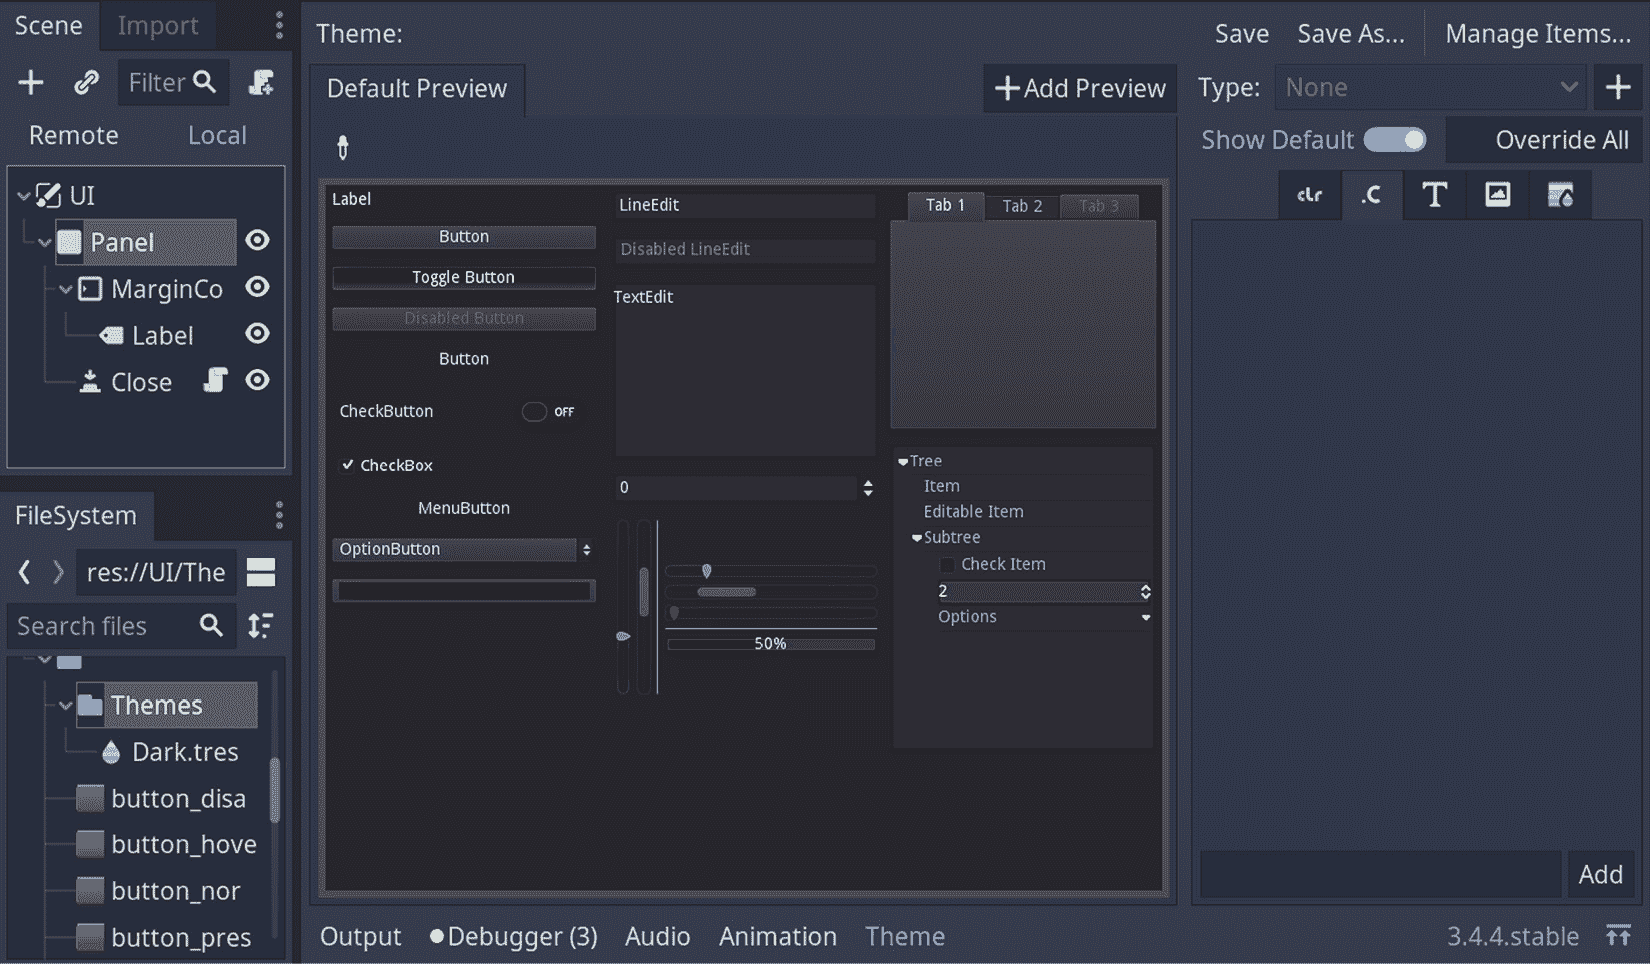 Scene
Import
Filter
Remote
Local
UI
Panel
MarginCo
Label
Close
FileSystem
res://UI/The
Search files
Themes
Dark.tres
button_disa
button_hove
button_nor
button_pres
Theme:
Save
Save As...
Manage Items...
Default Preview
Add Preview
Label
Button
Toggle Button
Disabled Button
Button
CheckButton
OFF
CheckBox
MenuButton
OptionButton
LineEdit
Disabled LineEdit
TextEdit
0
50%
Tab 1
Tab 2
Tab 3
Tree
Item
Editable Item
Subtree
Check Item
2
Options
Type:
None
Show Default
Override All
clr
.C
T
Add
Output
Debugger (3)
Audio
Animation
Theme
3.4.4.stable